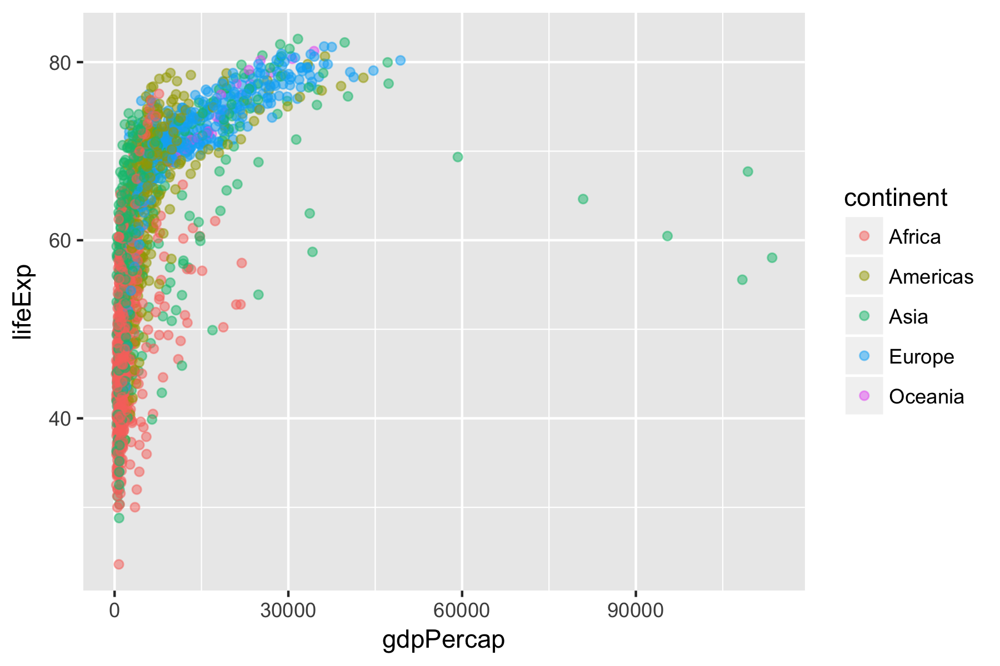 80
60
40
lifeExp
0
30000
60000
90000
gdpPercap
continent
Africa
Americas
Asia
Europe
Oceania